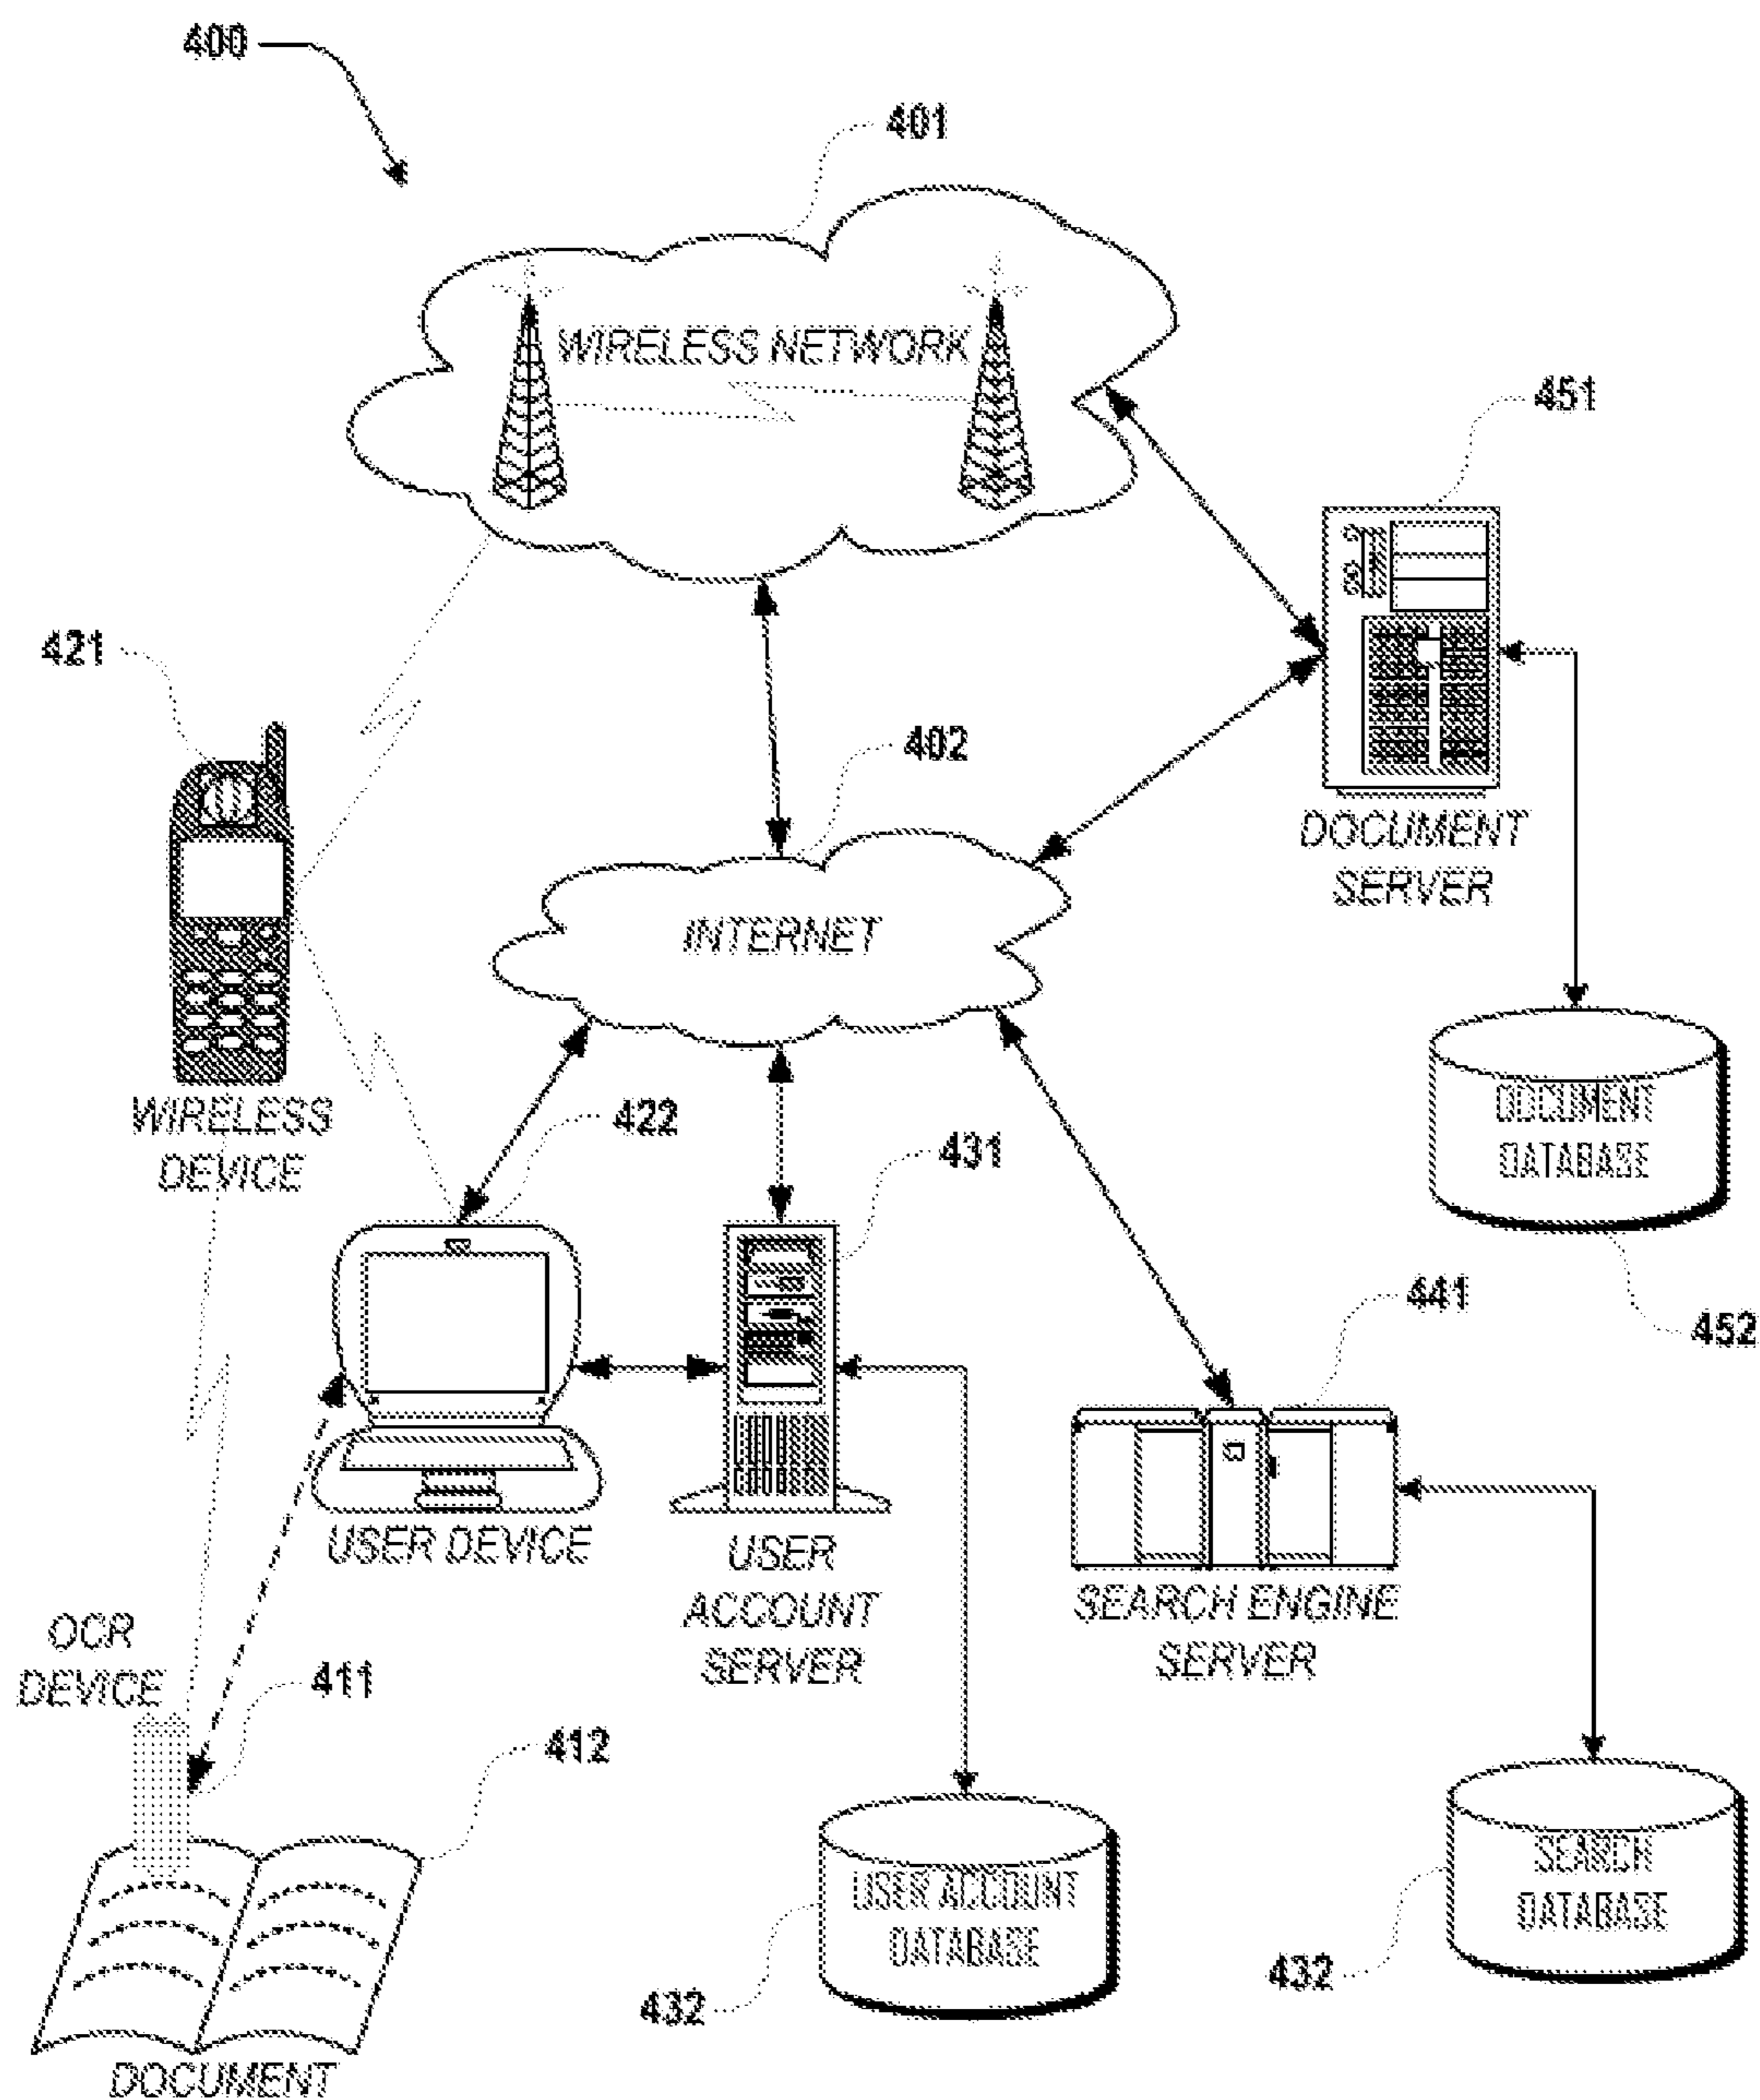 400
401
WIRELESS NETWORK
451
421
402
DOCUMENT
SERVER
INTERNET
WIRELESS
DEVICE
422
431
DOCUMENT
DATABASE
441
452
USER DEVICE
USER
ACCOUNT
SERVER
SEARCH ENGINE
SERVER
OCR
DEVICE
411
412
USER ACCOUNT
DATABASE
SEARCH
DATABASE
432
432
DOCUMENT